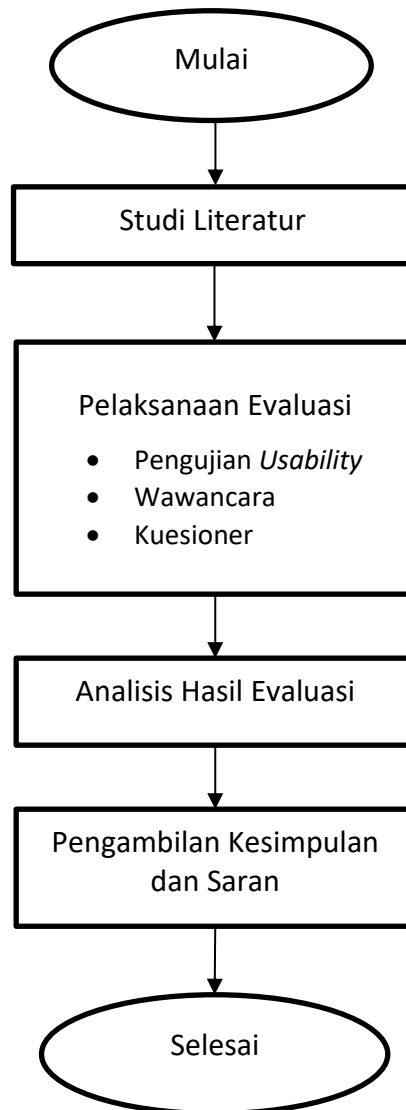 Mulai
Studi Literatur
Pelaksanaan Evaluasi
• Pengujian Usability
• Wawancara
• Kuesioner
Analisis Hasil Evaluasi
Pengambilan Kesimpulan
dan Saran
Selesai